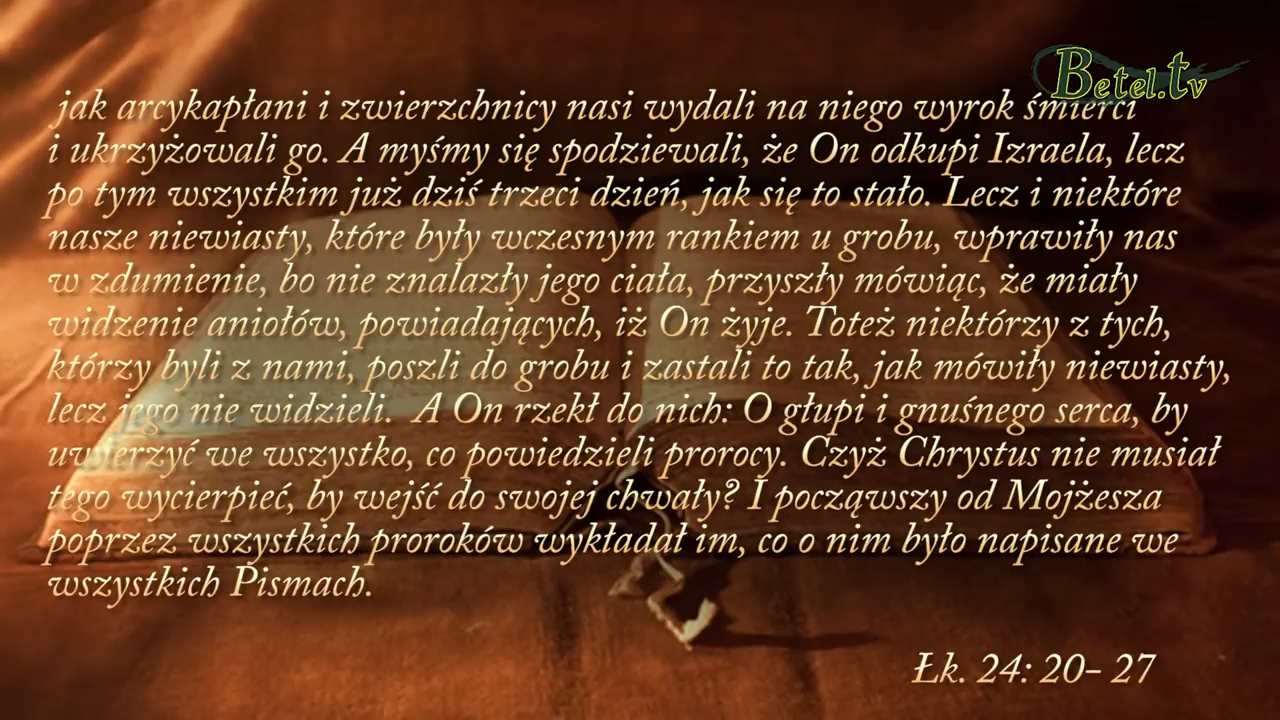 Betel.tv
jak arcykapłani i zwierzchnicy nasi wydali na niego wyrok śmierci
i ukrzyżowali go. A myśmy się spodziewali, że On odkupi Izraela, lecz
po tym wszystkim już dziś trzeci dzień, jak się to stało. Lecz i niektóre
nasze niewiasty, które były wczesnym rankiem u grobu, wprawiły nas
w zdumienie, bo nie znalazły jego ciała, przyszły mówiąc, że miały
widzenie aniołów, powiadających, iż On żyje. Toteż niektórzy z tych,
którzy byli z nami, poszli do grobu i zastali to tak, jak mówiły niewiasty,
lecz jego nie widzieli. A On rzekł do nich: O głupi i gnuśnego serca, by
uwierzyć we wszystko, co powiedzieli prorocy. Czyż Chrystus nie musiał
tego wycierpieć, by wejść do swojej chwały? I począwszy od Mojżesza
poprzez wszystkich proroków wykładał im, co o nim było napisane we
wszystkich Pismach.
Łk. 24: 20- 27